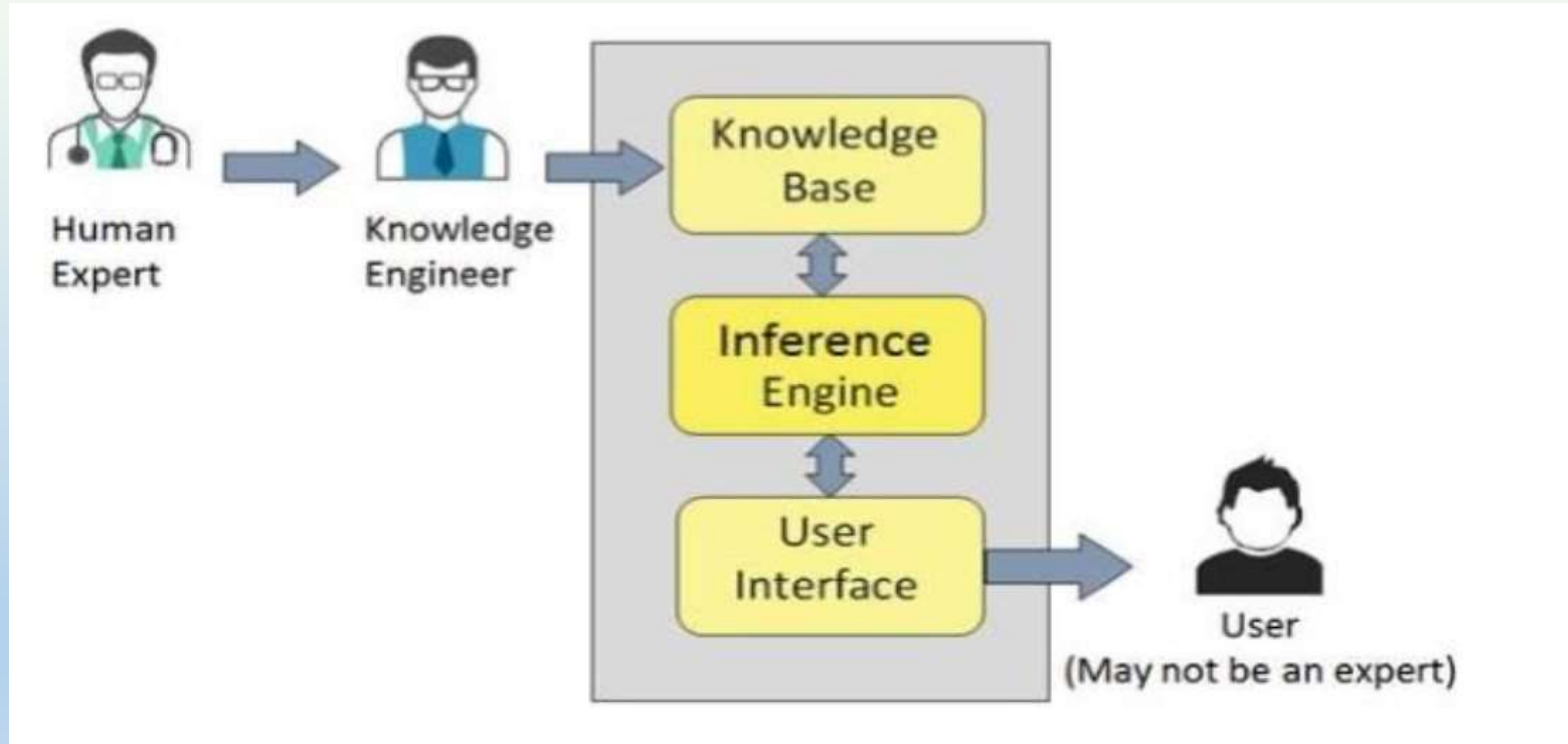 Human
Expert
Knowledge
Engineer
Knowledge
Base
Inference
Engine
User
Interface
User
(May not be an expert)